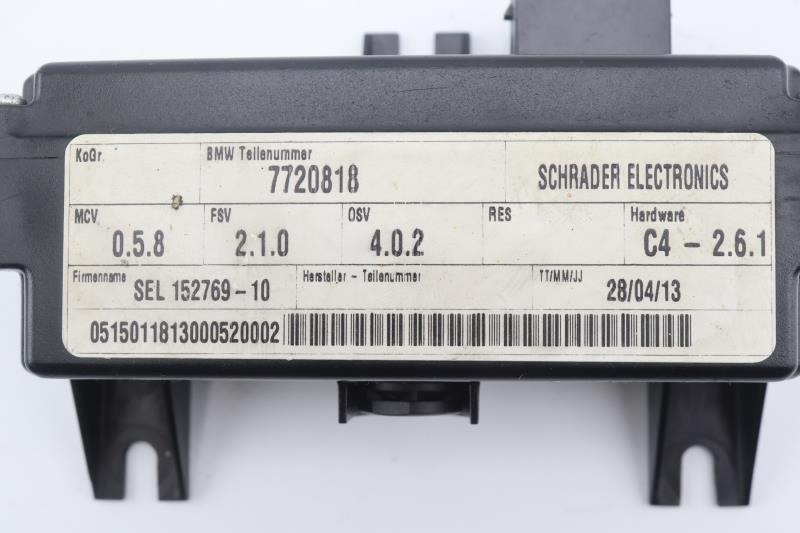 KoGr. BMW Teilenummer
7720818 SCHRADER ELECTRONICS
MCV FSV OSV RES Hardware
0.5.8 2.1.0 4.0.2 C4 - 2.6.1
Firmenname Hersteller - Teilenummer TT/MM/JJ
SEL 152769-10 28/04/13
0515011813000520002